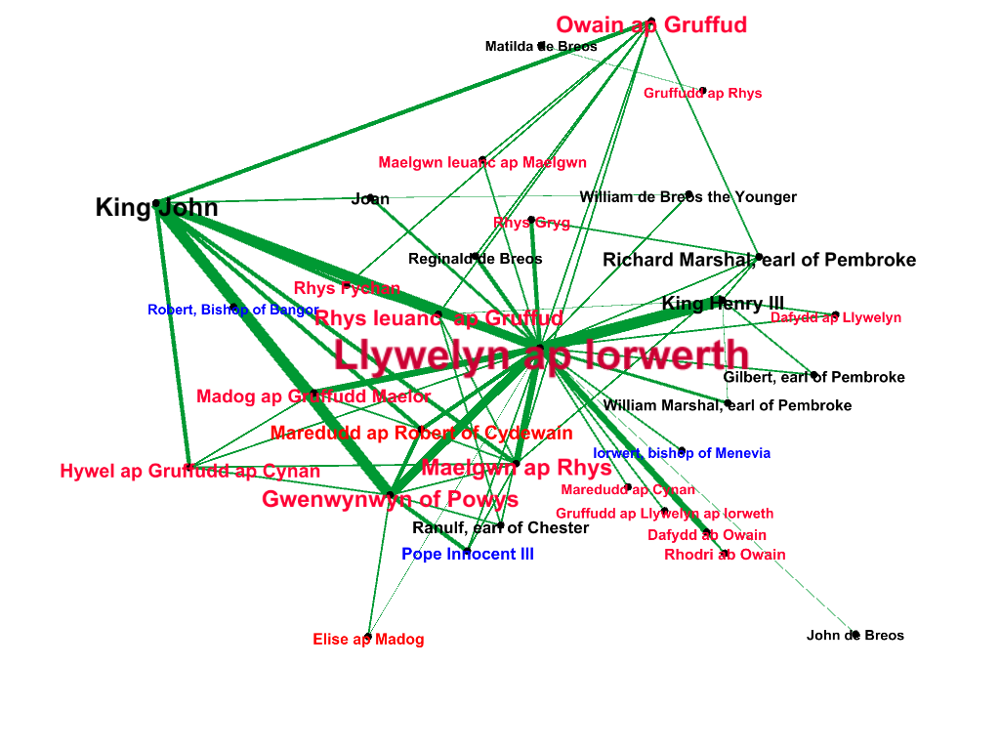 Owain ap Gruffud
Matilda de Breos
Gruffudd ap Rhys
Maelgwn Ieuanc ap Maelgwn
King John
Joan
William de Breos the Younger
Rhys Gryg
Reginald de Breos
Richard Marshal, earl of Pembroke
Rhys Fychan
King Henry III
Robert, Bishop of Bangor
Rhys Ieuanc ap Gruffud
Dafydd ap Llywelyn
Llywelyn ap Iorwerth
Gilbert, earl of Pembroke
Madog ap Gruffudd Maelor
William Marshal, earl of Pembroke
Maredudd ap Robert of Cydewain
Iorwert, bishop of Menevia
Hywel ap Gruffudd ap Cynan
Maelgwn ap Rhys
Maredudd ap Cynan
Gwenwynwyn of Powys
Gruffudd ap Llywelyn ap Iorweth
Ranulf, earl of Chester
Dafydd ab Owain
Pope Innocent III
Rhodri ab Owain
Elise ap Madog
John de Breos